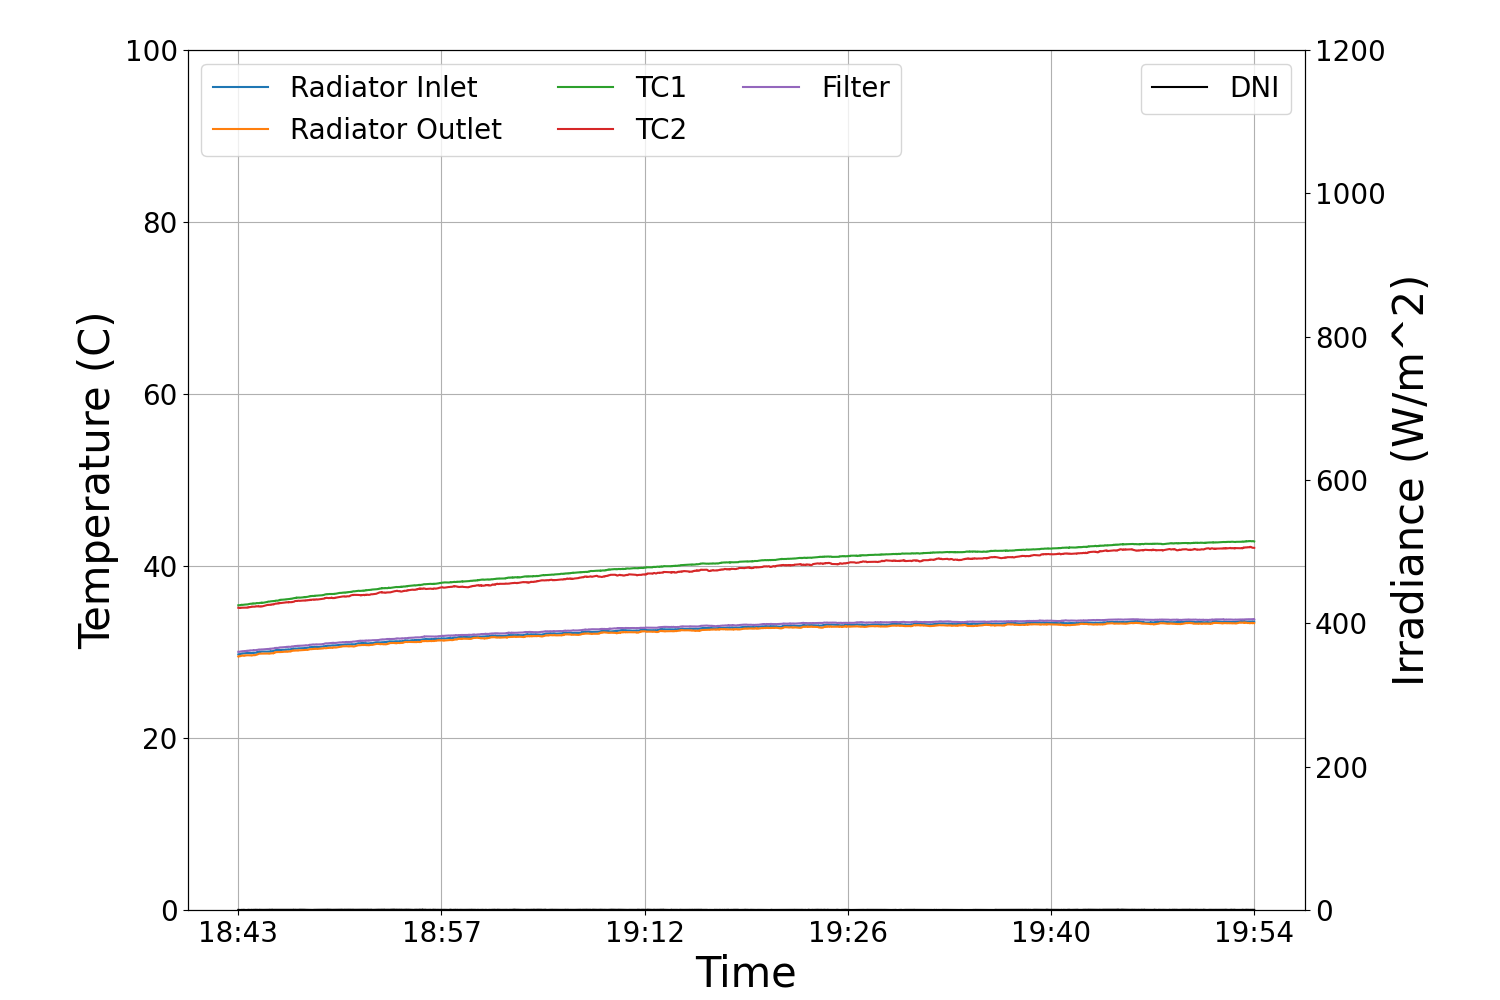 100
80
60
40
20
0
Temperature (C)
Radiator Inlet
Radiator Outlet
TC1
TC2
Filter
DNI
1200
1000
800
600
400
200
0
Irradiance (W/m^2)
18:43 18:57 19:12 19:26 19:40 19:54
Time